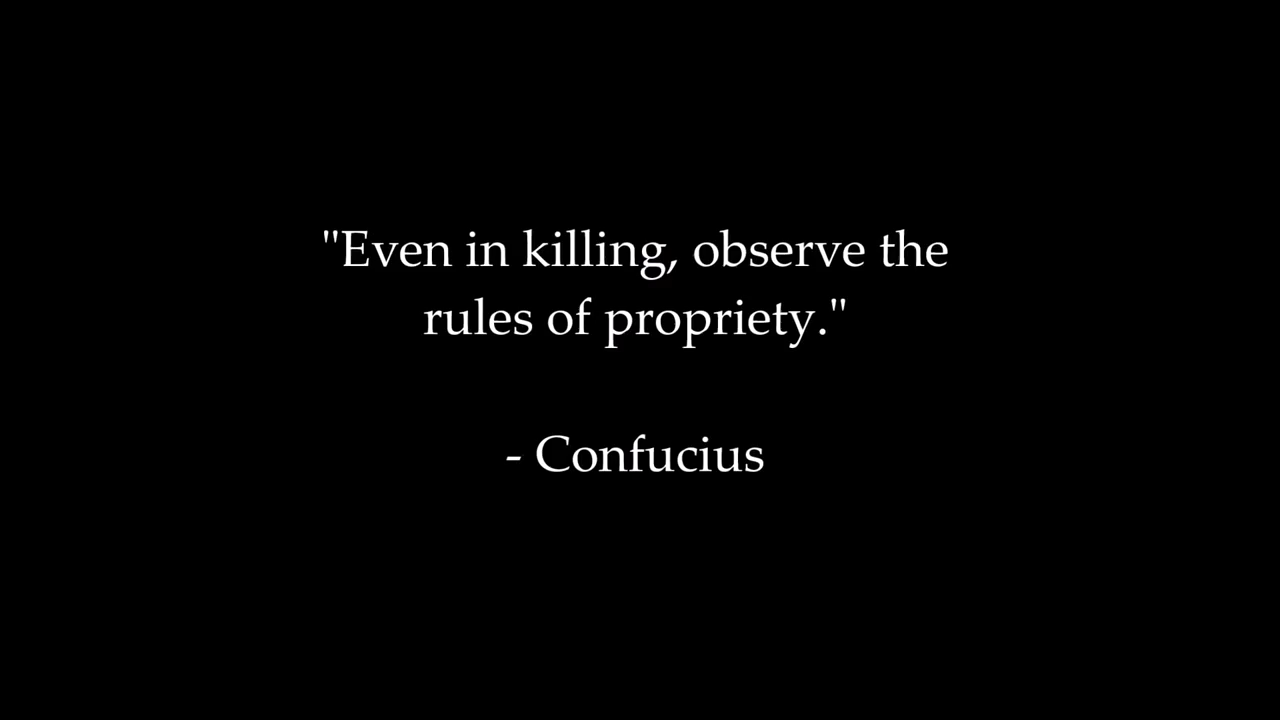 "Even in killing, observe the
rules of propriety."
- Confucius